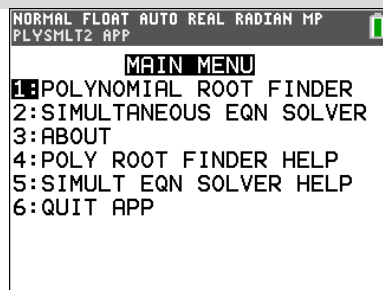 NORMAL FLOAT AUTO REAL RADIAN MP
PLYSMLT2 APP
MAIN MENU
1:POLYNOMIAL ROOT FINDER
2:SIMULTANEOUS EQN SOLVER
3:ABOUT
4:POLY ROOT FINDER HELP
5:SIMULT EQN SOLVER HELP
6:QUIT APP